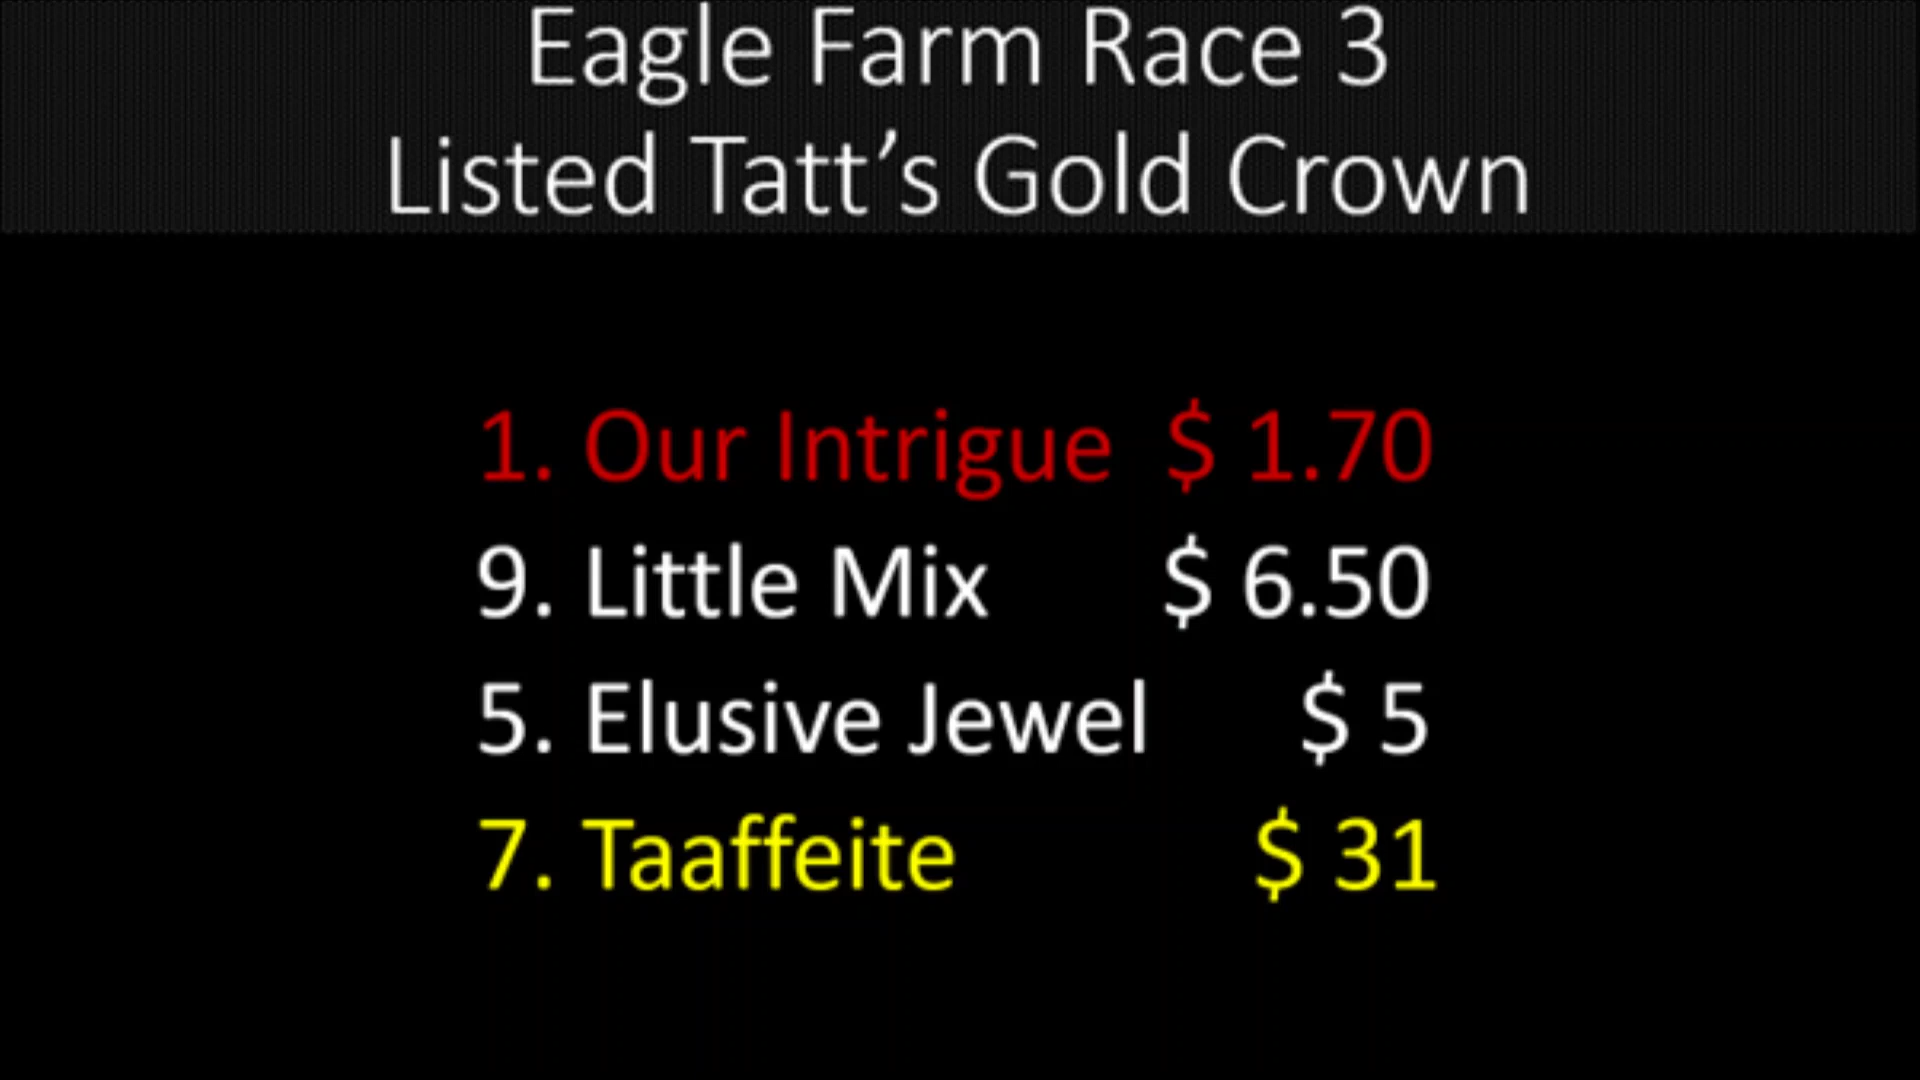 Eagle Farm Race 3
Listed Tatt’s Gold Crown
1. Our Intrigue $ 1.70
9. Little Mix $ 6.50
5. Elusive Jewel $ 5
7. Taaffeite $ 31